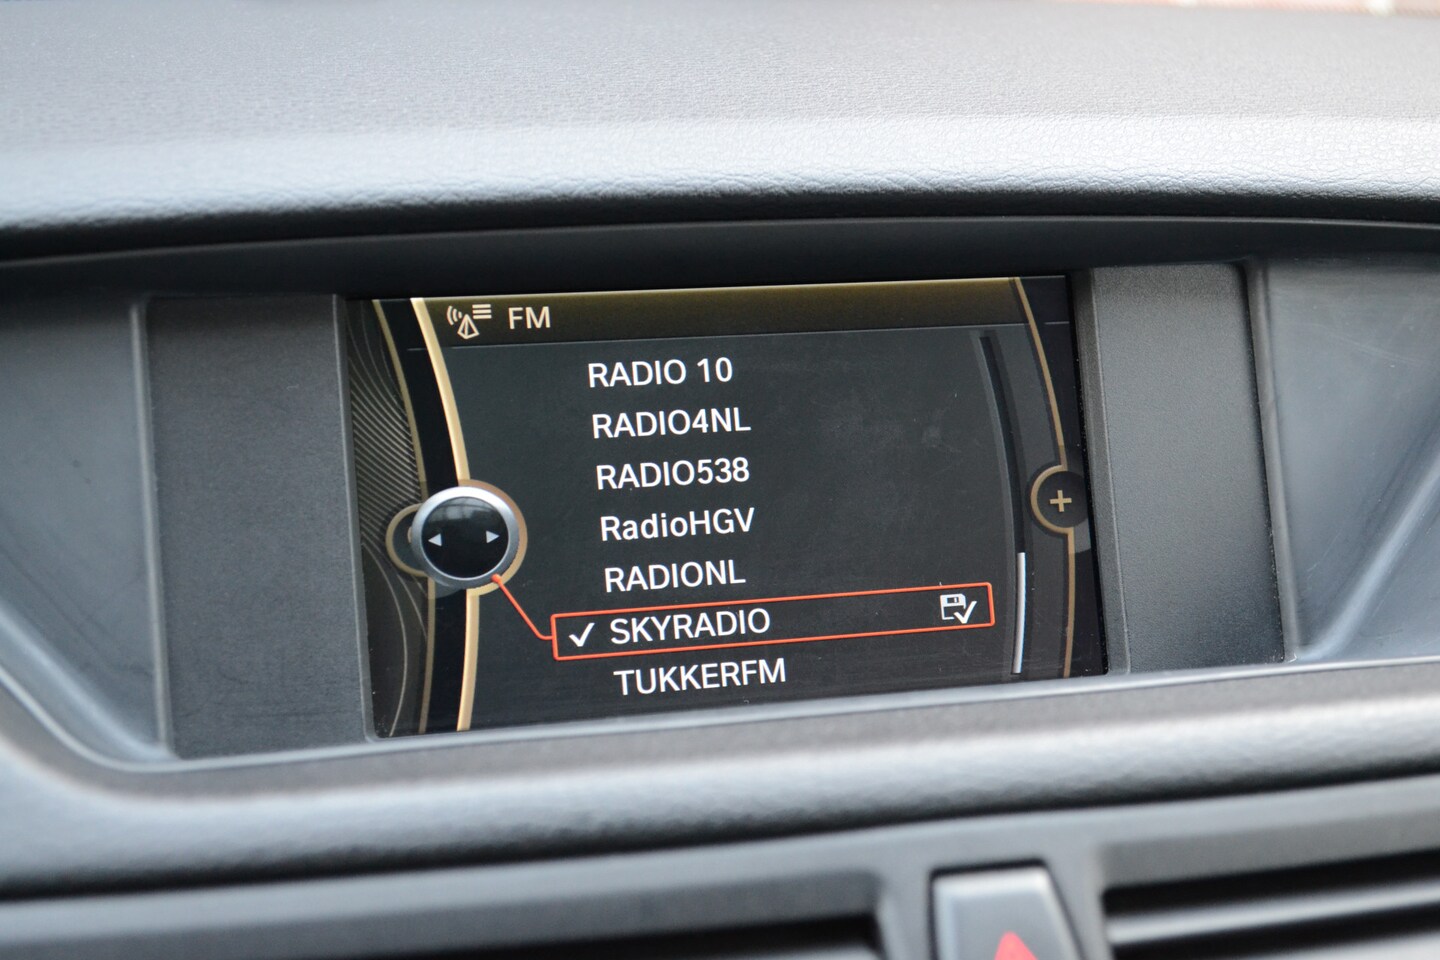 FM
RADIO 10
RADIO4NL
RADIO538
RadioHGV
RADIONL
SKYRADIO
TUKKERFM